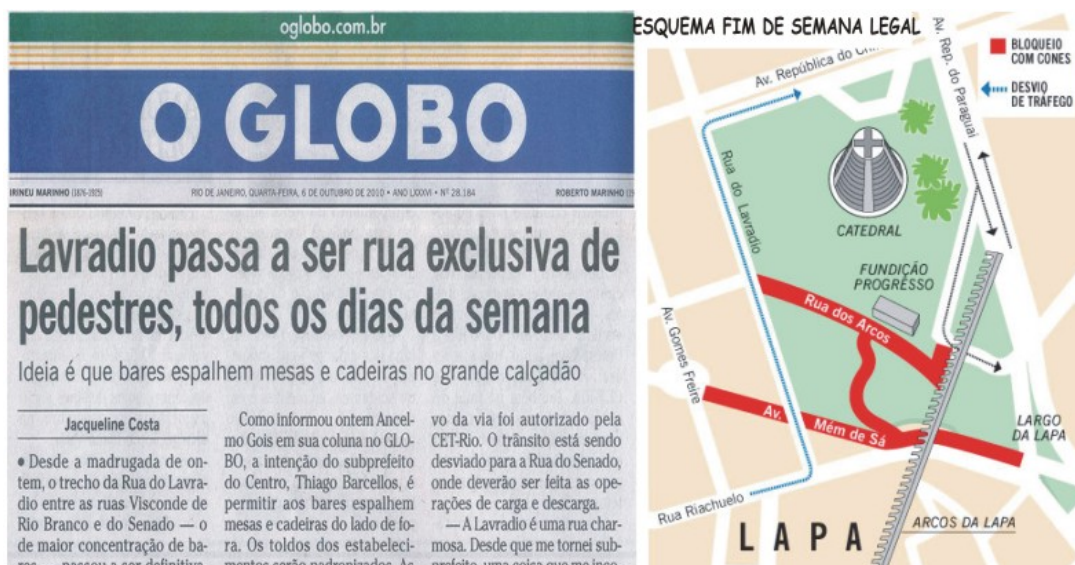 oglobo.com.br
O GLOBO
IRINEU MARINHO (1876-1925) RIO DE JANEIRO, QUARTA-FEIRA, 6 DE OUTUBRO DE 2010 • ANO LXXXVI • Nº 28.184 ROBERTO MARINHO
Lavradio passa a ser rua exclusiva de
pedestres, todos os dias da semana
Ideia é que bares espalhem mesas e cadeiras no grande calçadão
Jacqueline Costa
• Desde a madrugada de on-
tem, o trecho da Rua do Lavra-
dio entre as ruas Visconde de
Rio Branco e do Senado — o
de maior concentração de ba-
Como informou ontem Ancel-
mo Gois em sua coluna no GLO-
BO, a intenção do subprefeito
do Centro, Thiago Barcellos, é
permitir aos bares espalhem
mesas e cadeiras do lado de fo-
ra. Os toldos dos estabeleci-
vo da via foi autorizado pela
CET-Rio. O trânsito está sendo
desviado para a Rua do Senado,
onde deverão ser feita as ope-
rações de carga e descarga.
— A Lavradio é uma rua char-
mosa. Desde que me tornei sub-
ESQUEMA FIM DE SEMANA LEGAL
BLOQUEIO
COM CONES
DESVIO
DE TRÁFEGO
Av. República do
Av. Rep. do Paraguai
Rua do Lavradio
CATEDRAL
FUNDIÇÃO
PROGRESSO
Rua dos Arcos
Av. Gomes Freire
Av. Mém de Sá
LARGO
DA LAPA
Rua Riachuelo
ARCOS DA LAPA
LAPA